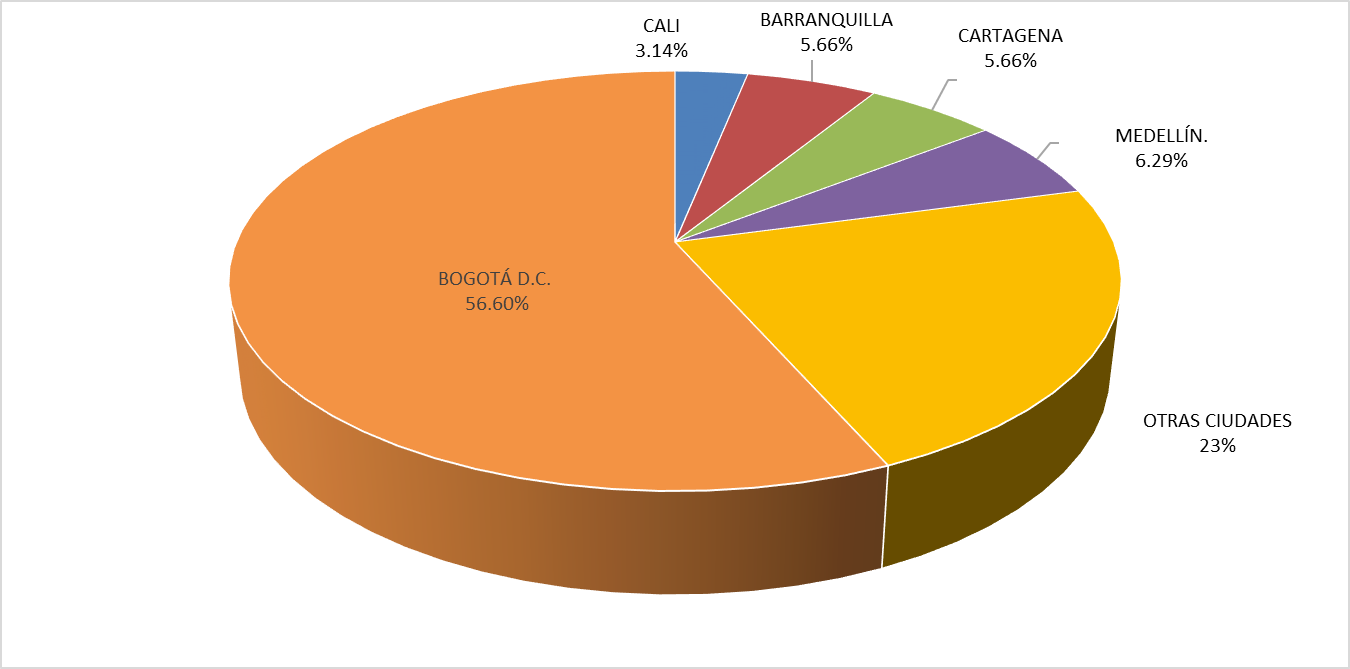 CALI
3.14%
BARRANQUILLA
5.66%
CARTAGENA
5.66%
MEDELLÍN.
6.29%
BOGOTÁ D.C.
56.60%
OTRAS CIUDADES
23%